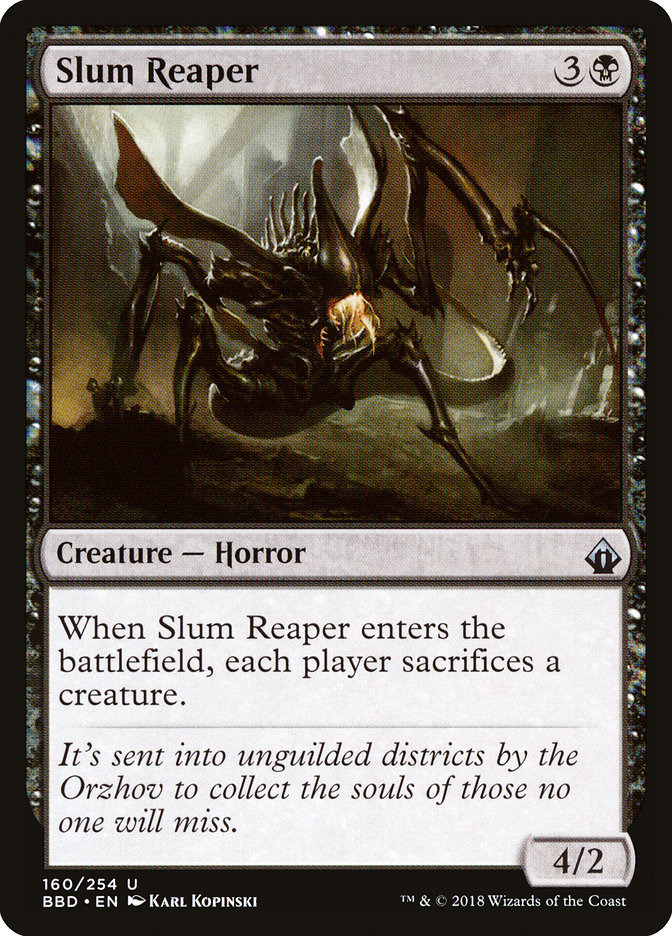 Slum Reaper 3
Creature — Horror
When Slum Reaper enters the
battlefield, each player sacrifices a
creature.
It's sent into unguilded districts by the
Orzhov to collect the souls of those no
one will miss.
4/2
160/254 U
BBD • EN Karl Kopinski
™ & © 2018 Wizards of the Coast